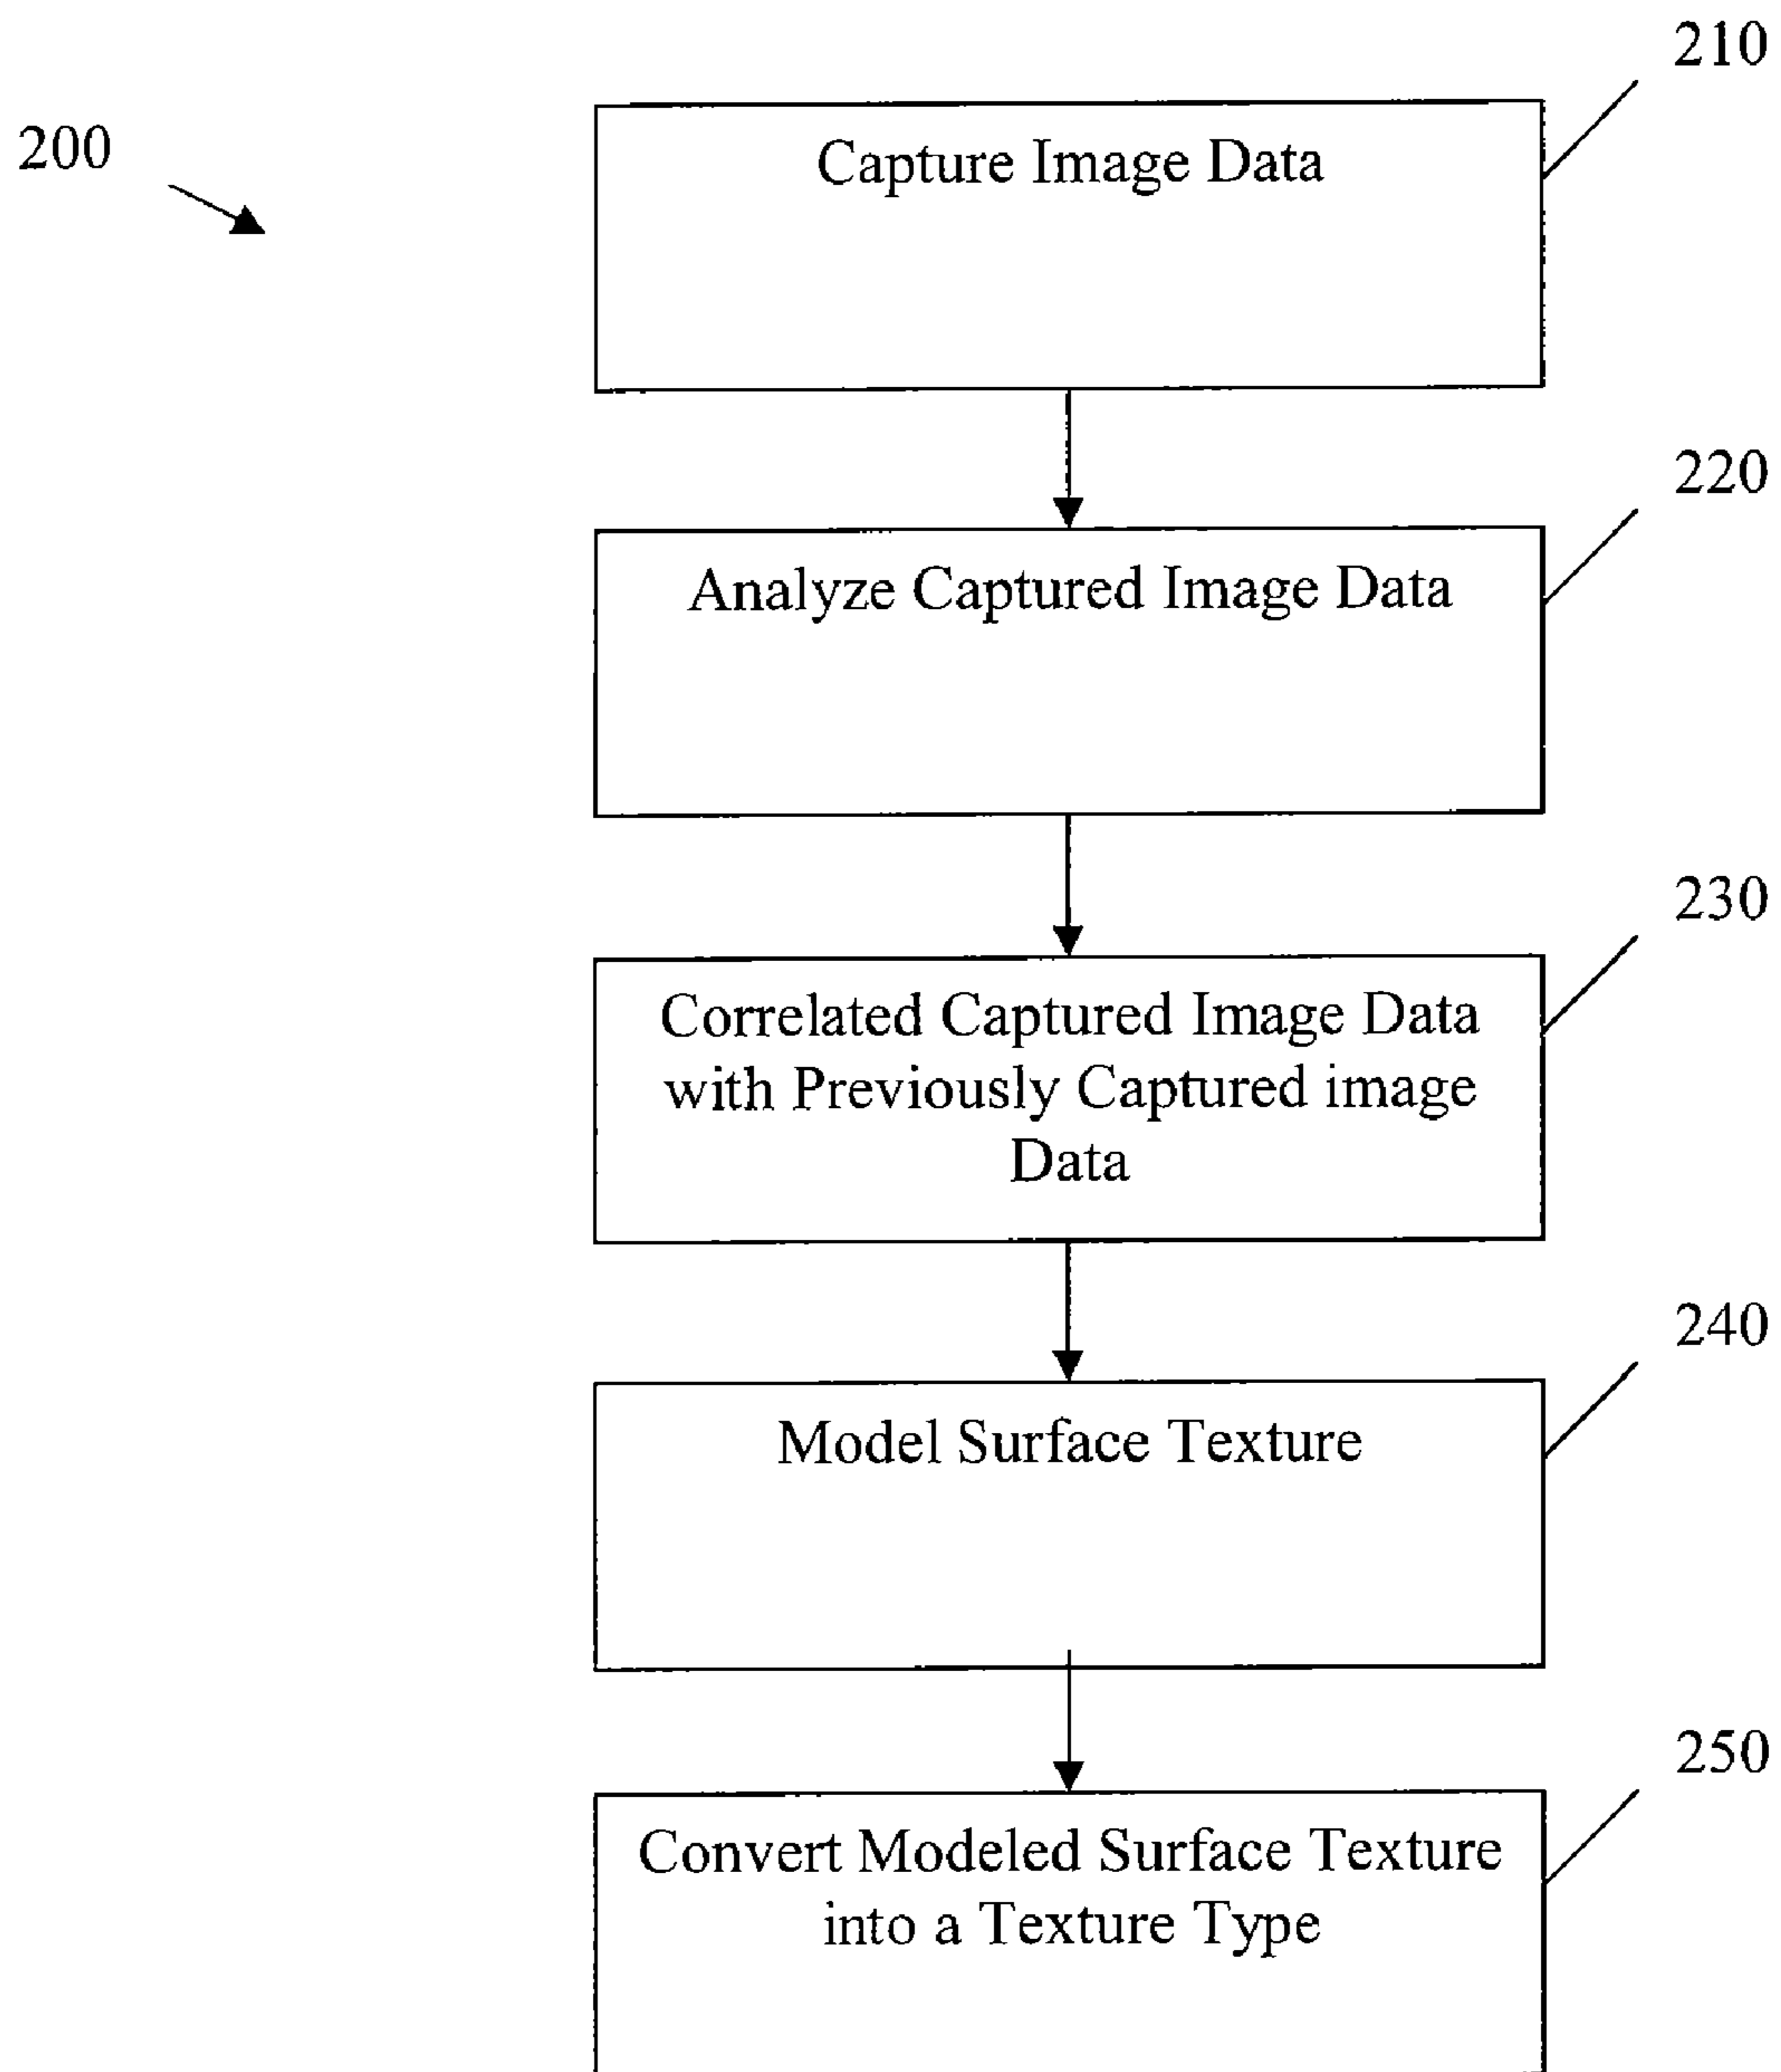 210
200
Capture Image Data
220
Analyze Captured Image Data
230
Correlated Captured Image Data
with Previously Captured image
Data
240
Model Surface Texture
250
Convert Modeled Surface Texture
into a Texture Type